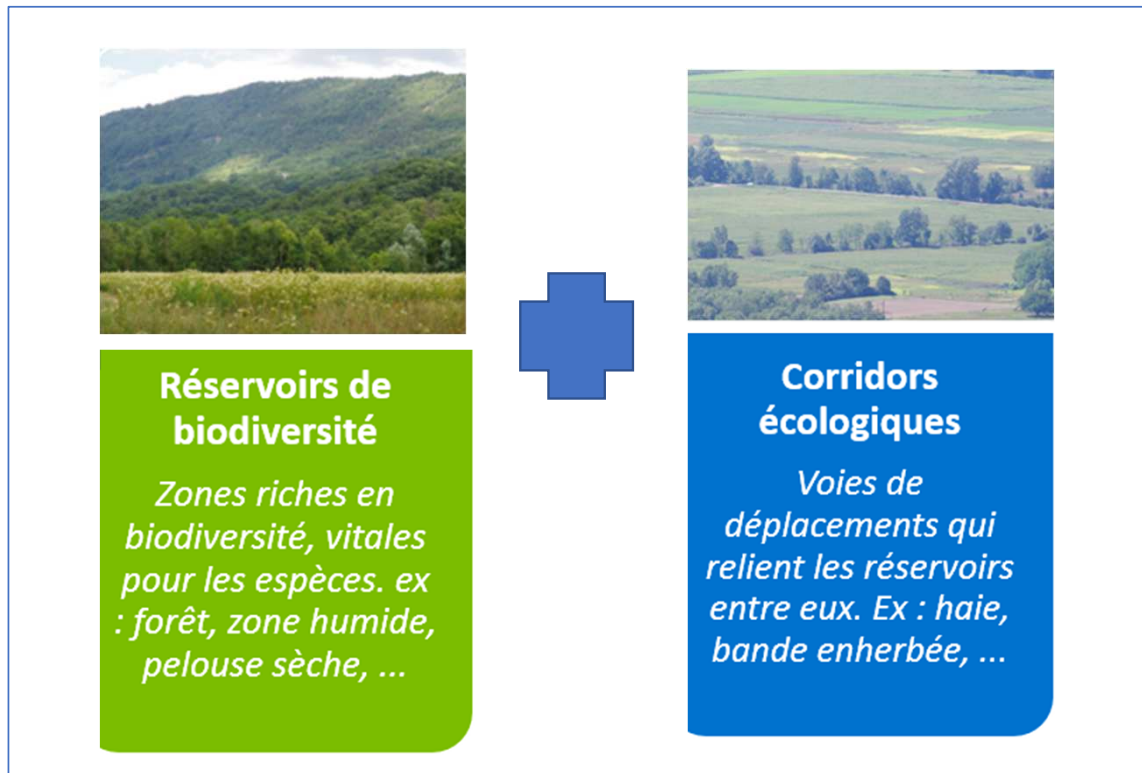 Réservoirs de
biodiversité
Zones riches en
biodiversité, vitales
pour les espèces. ex
: forêt, zone humide,
pelouse sèche, ...
Corridors
écologiques
Voies de
déplacements qui
relient les réservoirs
entre eux. Ex : haie,
bande enherbée, ...